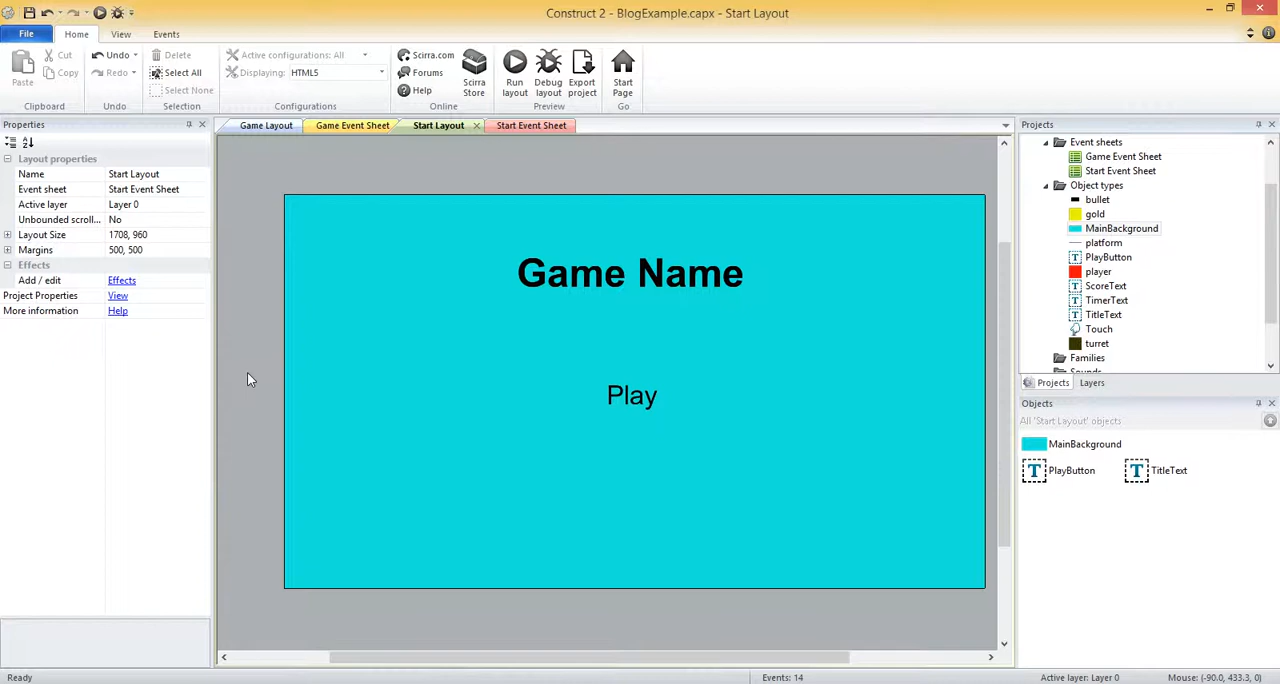 Construct 2 - BlogExample.capx - Start Layout
File Home View Events
Paste Cut Copy Clipboard
Undo Redo Undo
Delete Select All Select None Selection
Active configurations: All
Displaying: HTML5
Configurations
Scirra.com Forums Help Scirra Store Online
Run layout Debug layout Export project Preview
Start Page Go
Properties
Game Layout Game Event Sheet Start Layout Start Event Sheet
Layout properties
Name Start Layout
Event sheet Start Event Sheet
Active layer Layer 0
Unbounded scroll... No
Layout Size 1708, 960
Margins 500, 500
Effects
Add / edit Effects
Project Properties View
More information Help
Game Name
Play
Projects
Event sheets
Game Event Sheet
Start Event Sheet
Object types
bullet
gold
MainBackground
platform
PlayButton
player
ScoreText
TimerText
TitleText
Touch
turret
Families
Sounds
Projects Layers
Objects
All 'Start Layout' objects
MainBackground
T PlayButton T TitleText
Ready Events: 14 Active layer: Layer 0 Mouse: (-90.0, 433.3, 0)